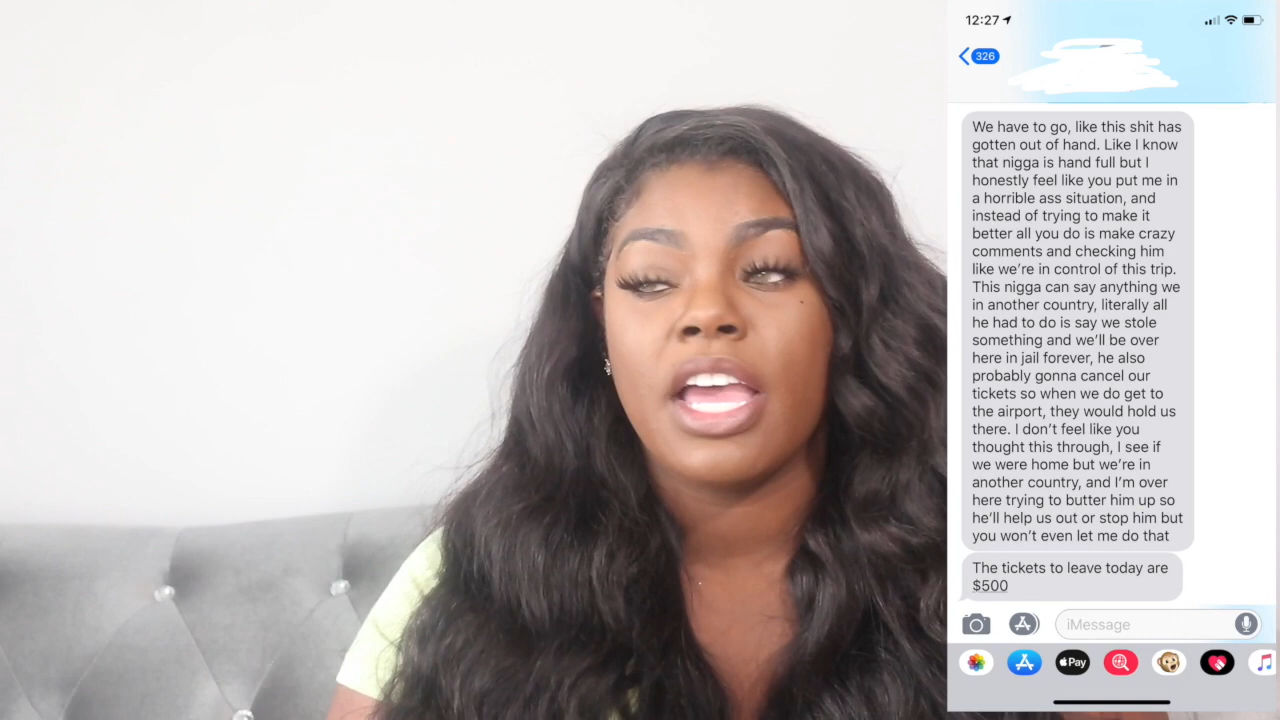 12:27
326
We have to go, like this shit has
gotten out of hand. Like I know
that nigga is hand full but I
honestly feel like you put me in
a horrible ass situation, and
instead of trying to make it
better all you do is make crazy
comments and checking him
like we're in control of this trip.
This nigga can say anything we
in another country, literally all
he had to do is say we stole
something and we'll be over
here in jail forever, he also
probably gonna cancel our
tickets so when we do get to
the airport, they would hold us
there. I don't feel like you
thought this through, I see if
we were home but we're in
another country, and I'm over
here trying to butter him up so
he'll help us out or stop him but
you won't even let me do that
The tickets to leave today are
$500
iMessage
Pay